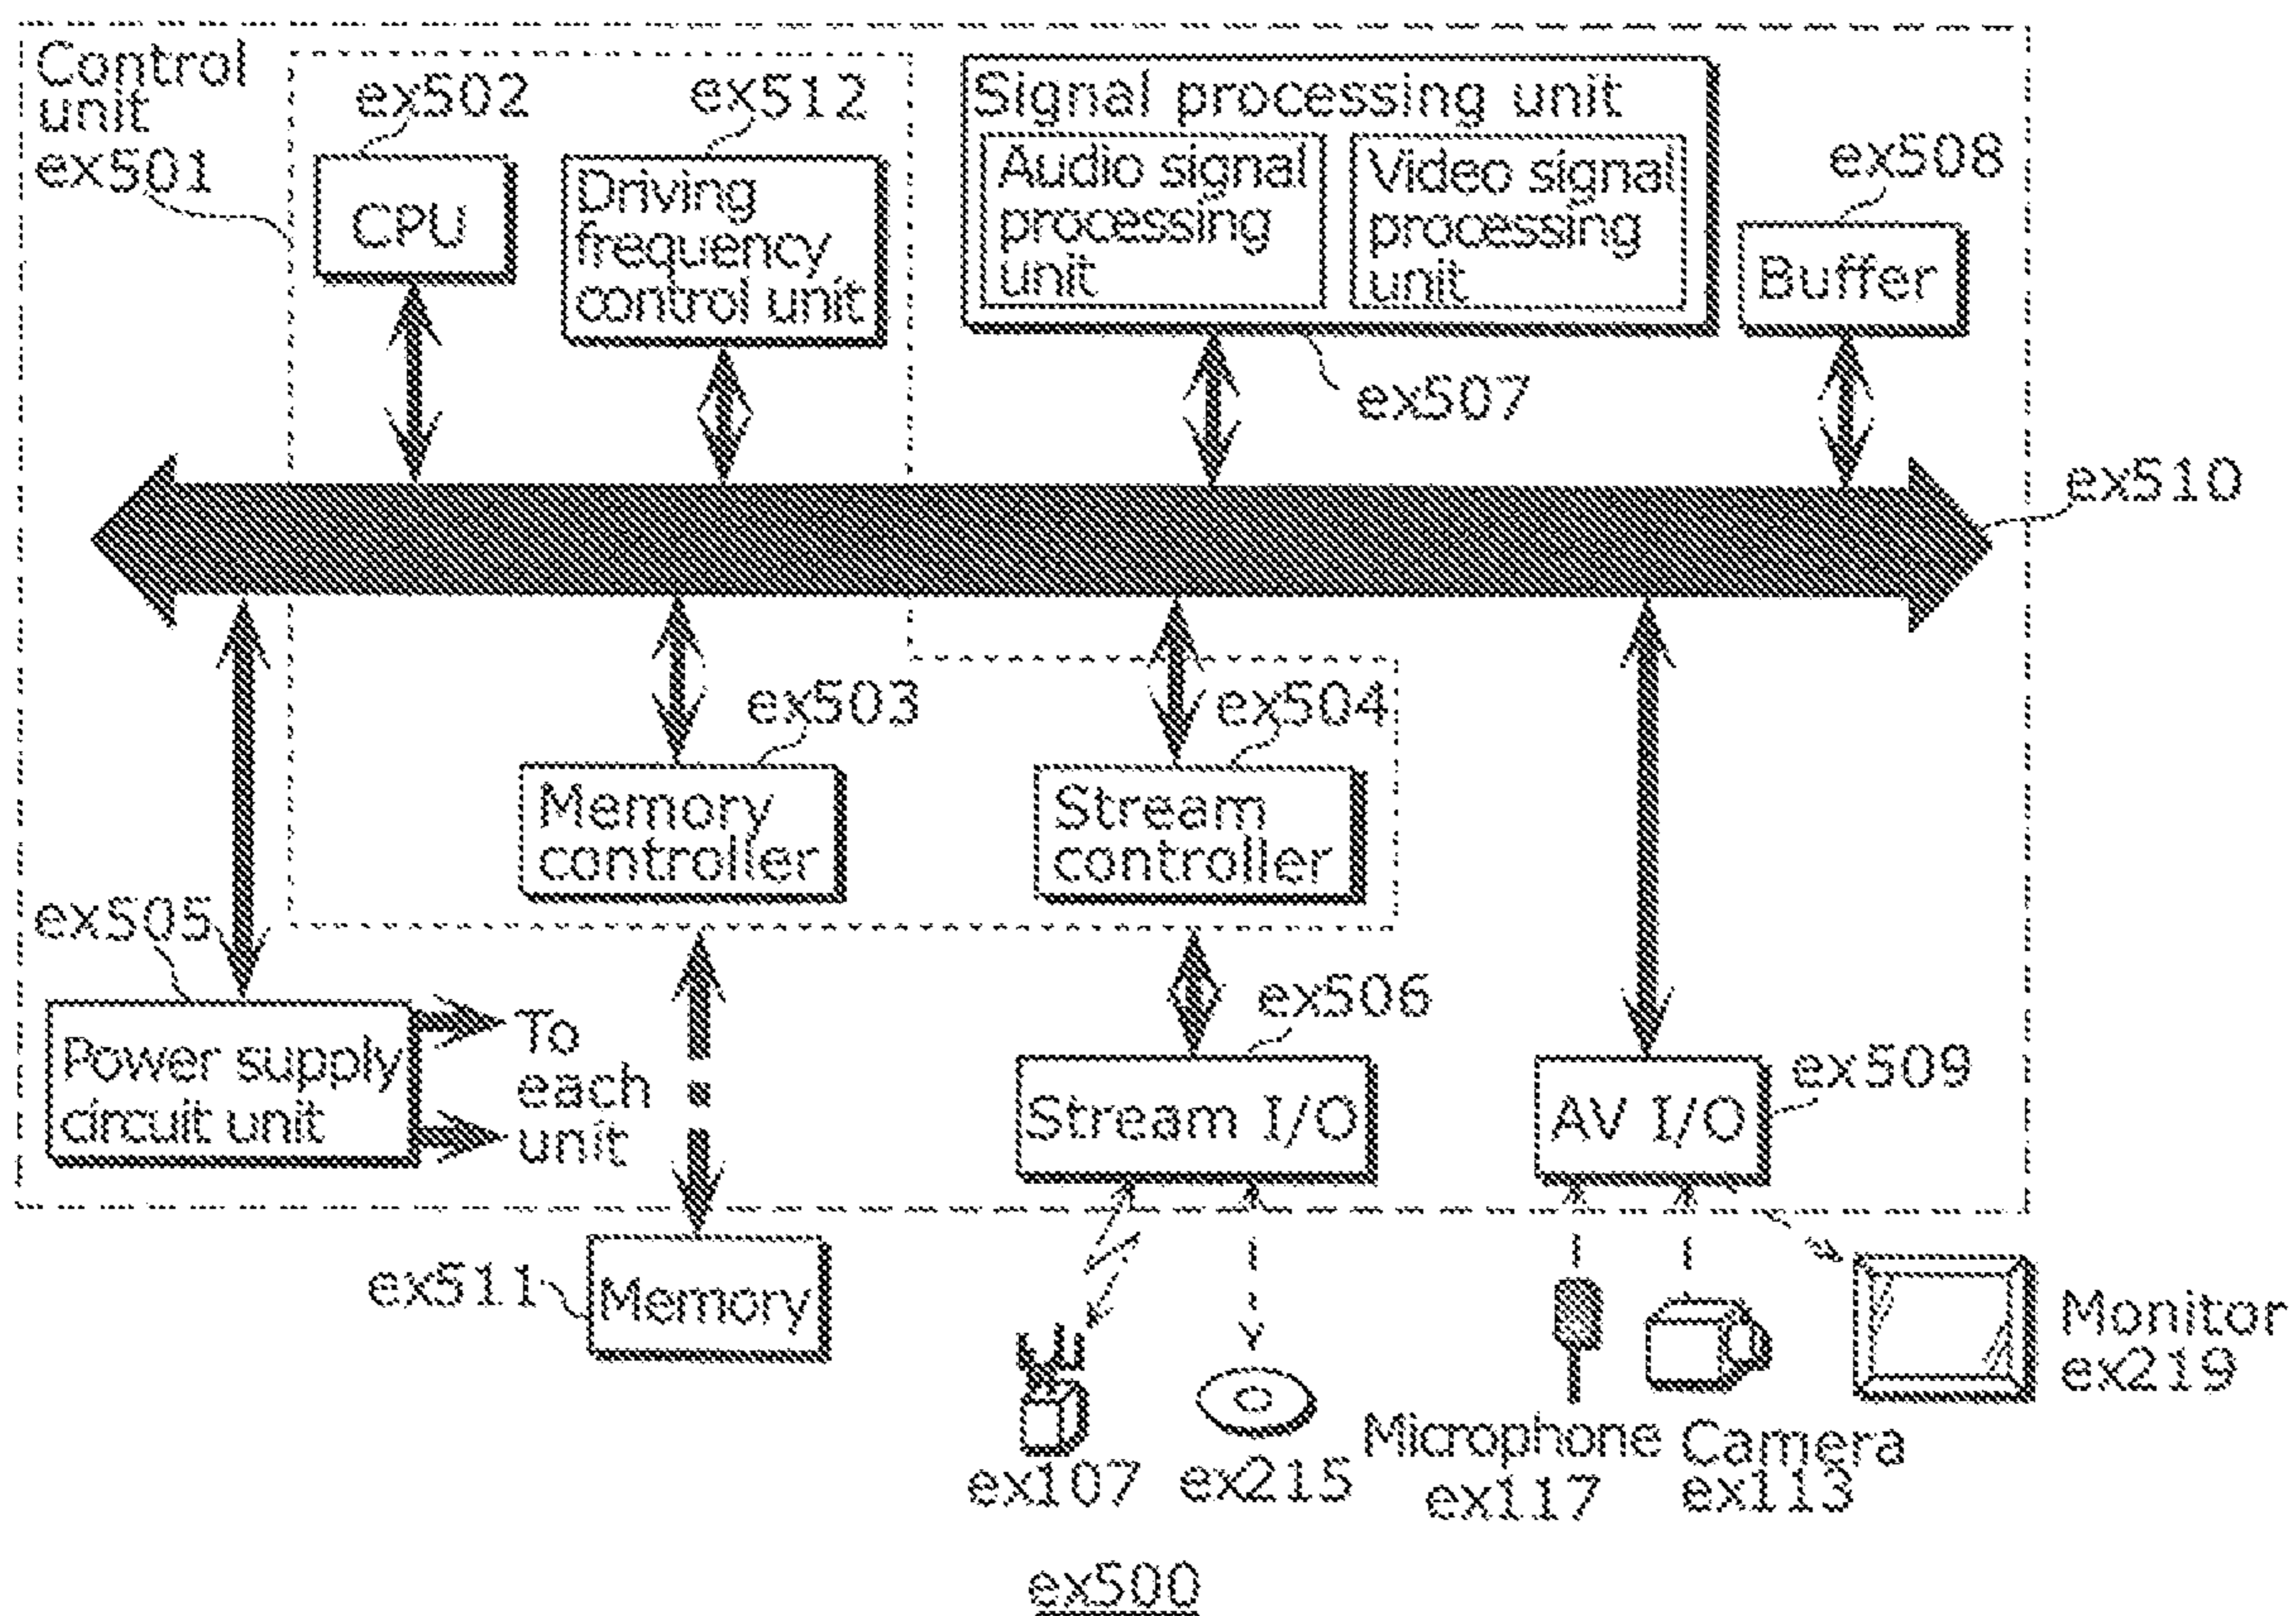 Control
unit
ex501
ex502
CPU
ex512
Driving
frequency
control unit
Signal processing unit
Audio signal
processing
unit
Video signal
processing
unit
ex507
ex508
Buffer
ex510
ex503
Memory
controller
ex504
Stream
controller
ex505
Power supply
circuit unit
To
each
unit
ex506
Stream I/O
ex509
AV I/O
ex511
Memory
ex107
ex215
Microphone
ex117
Camera
ex113
Monitor
ex219
ex500